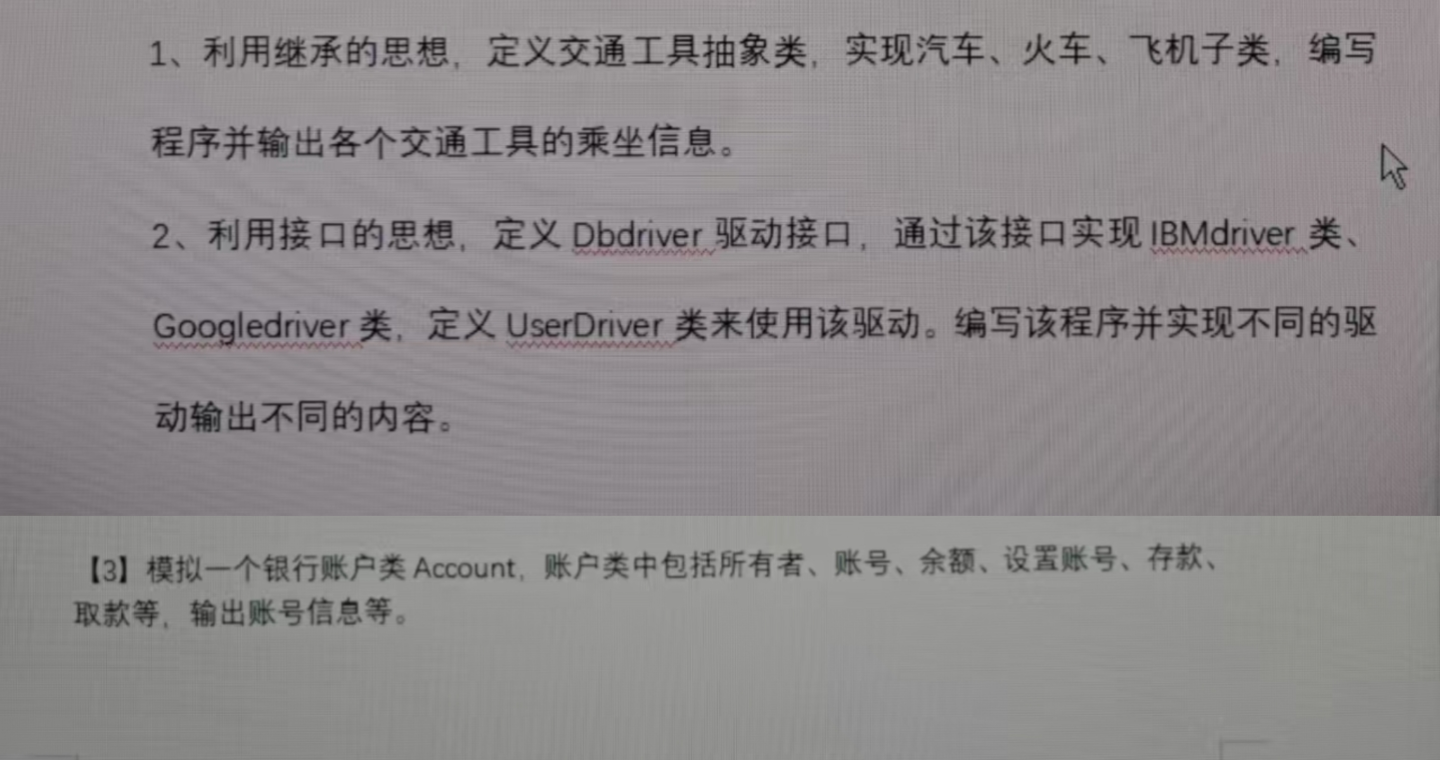 1、利用继承的思想，定义交通工具抽象类，实现汽车、火车、飞机子类，编写
程序并输出各个交通工具的乘坐信息。
2、利用接口的思想，定义 Dbdriver 驱动接口，通过该接口实现 IBMdriver 类、
Googledriver 类，定义 UserDriver 类来使用该驱动。编写该程序并实现不同的驱
动输出不同的内容。
【3】模拟一个银行账户类 Account，账户类中包括所有者、账号、余额、设置账号、存款、
取款等，输出账号信息等。